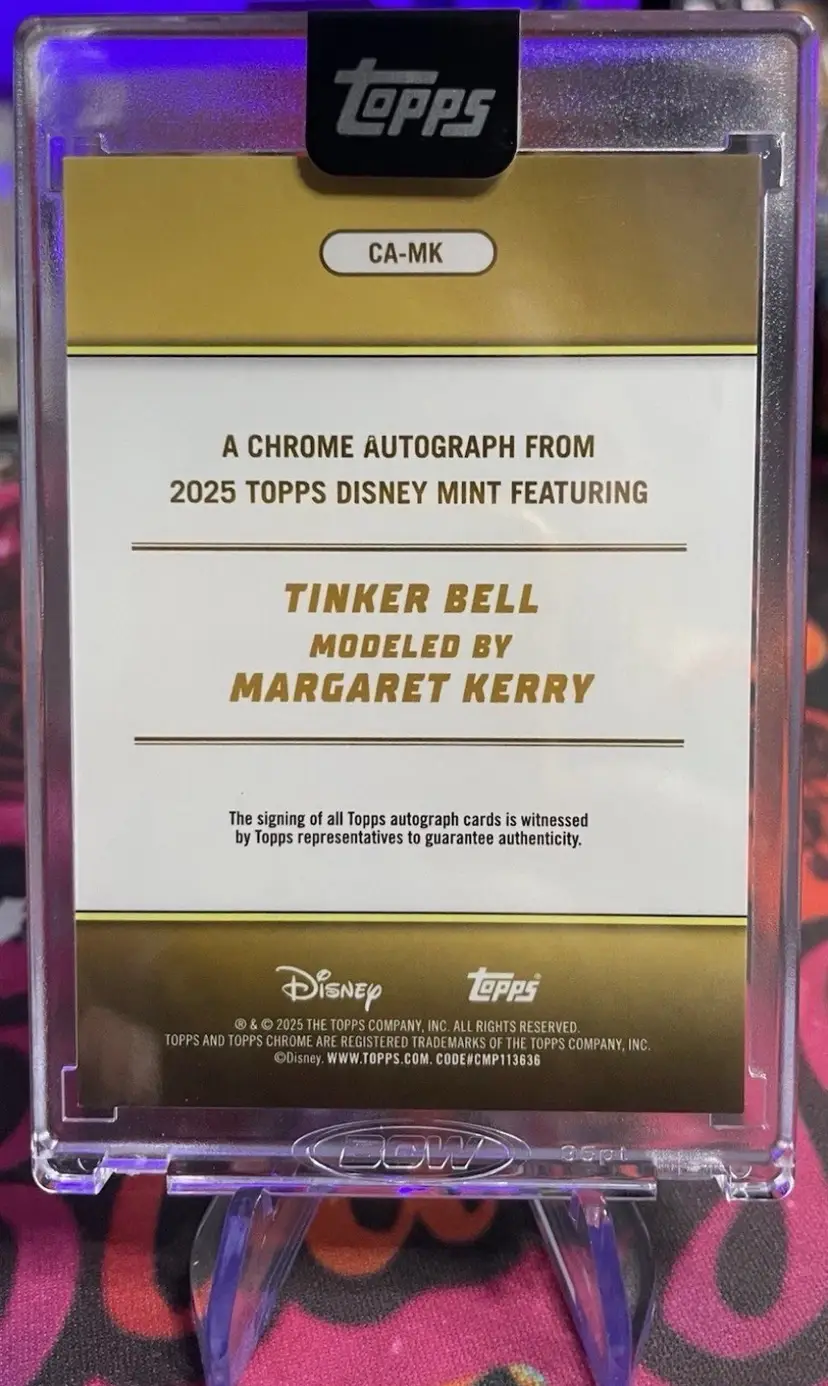 Topps
CA-MK
A CHROME AUTOGRAPH FROM
2025 TOPPS DISNEY MINT FEATURING
TINKER BELL
MODELED BY
MARGARET KERRY
The signing of all Topps autograph cards is witnessed
by Topps representatives to guarantee authenticity.
Disney Topps®
® & © 2025 THE TOPPS COMPANY, INC. ALL RIGHTS RESERVED.
TOPPS AND TOPPS CHROME ARE REGISTERED TRADEMARKS OF THE TOPPS COMPANY, INC.
©Disney. WWW.TOPPS.COM. CODE#CMP113636
BCW 35pt